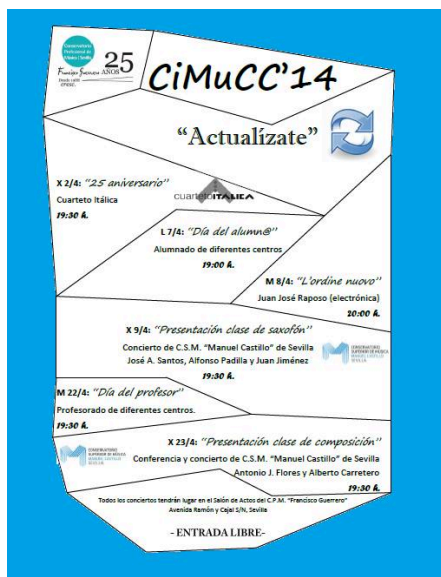 Conservatorio
Profesional de
Música | Sevilla
Francisco Guerrero
25
AÑOS
CiMuCC'14
"Actualízate"
X 2/4: "25 aniversario"
Cuarteto Itálica
19:30 h.
cuartetoITALICA
L 7/4: "Día del alumn@"
Alumnado de diferentes centros
19:00 h.
M 8/4: "L'ordine nuovo"
Juan José Raposo (electrónica)
20:00 h.
X 9/4: "Presentación clase de saxofón"
Concierto de C.S.M. "Manuel Castillo" de Sevilla
José A. Santos, Alfonso Padilla y Juan Jiménez
19:30 h.
CONSERVATORIO
SUPERIOR DE MÚSICA
MANUEL CASTILLO
SEVILLA
M 22/4: "Día del profesor"
Profesorado de diferentes centros.
19:30 h.
X 23/4: "Presentación clase de composición"
Conferencia y concierto de C.S.M. "Manuel Castillo" de Sevilla
Antonio J. Flores y Alberto Carretero
19:30 h.
CONSERVATORIO
SUPERIOR DE MÚSICA
MANUEL CASTILLO
SEVILLA
Todos los conciertos tendrán lugar en el Salón de Actos del C.P.M. "Francisco Guerrero"
Avenida Ramón y Cajal S/N, Sevilla
- ENTRADA LIBRE-